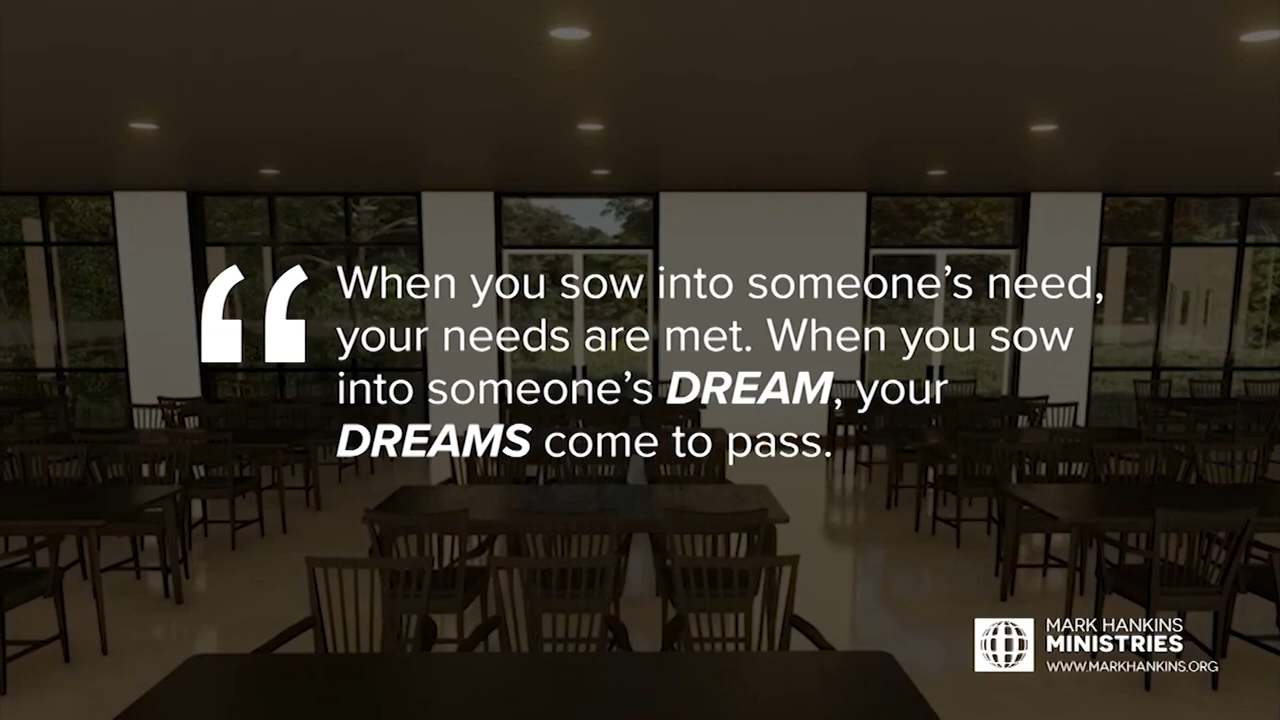 “
When you sow into someone’s need,
your needs are met. When you sow
into someone’s DREAM, your
DREAMS come to pass.
MARK HANKINS
MINISTRIES
WWW.MARKHANKINS.ORG